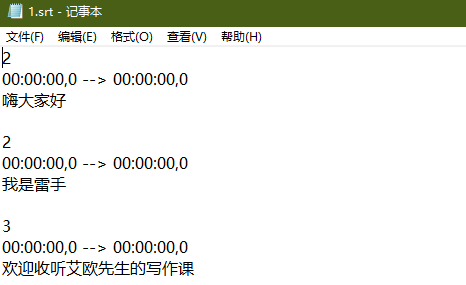 1.srt - 记事本
文件(F) 编辑(E) 格式(O) 查看(V) 帮助(H)
2
00:00:00,0 --> 00:00:00,0
嗨大家好
2
00:00:00,0 --> 00:00:00,0
我是雷手
3
00:00:00,0 --> 00:00:00,0
欢迎收听艾欧先生的写作课